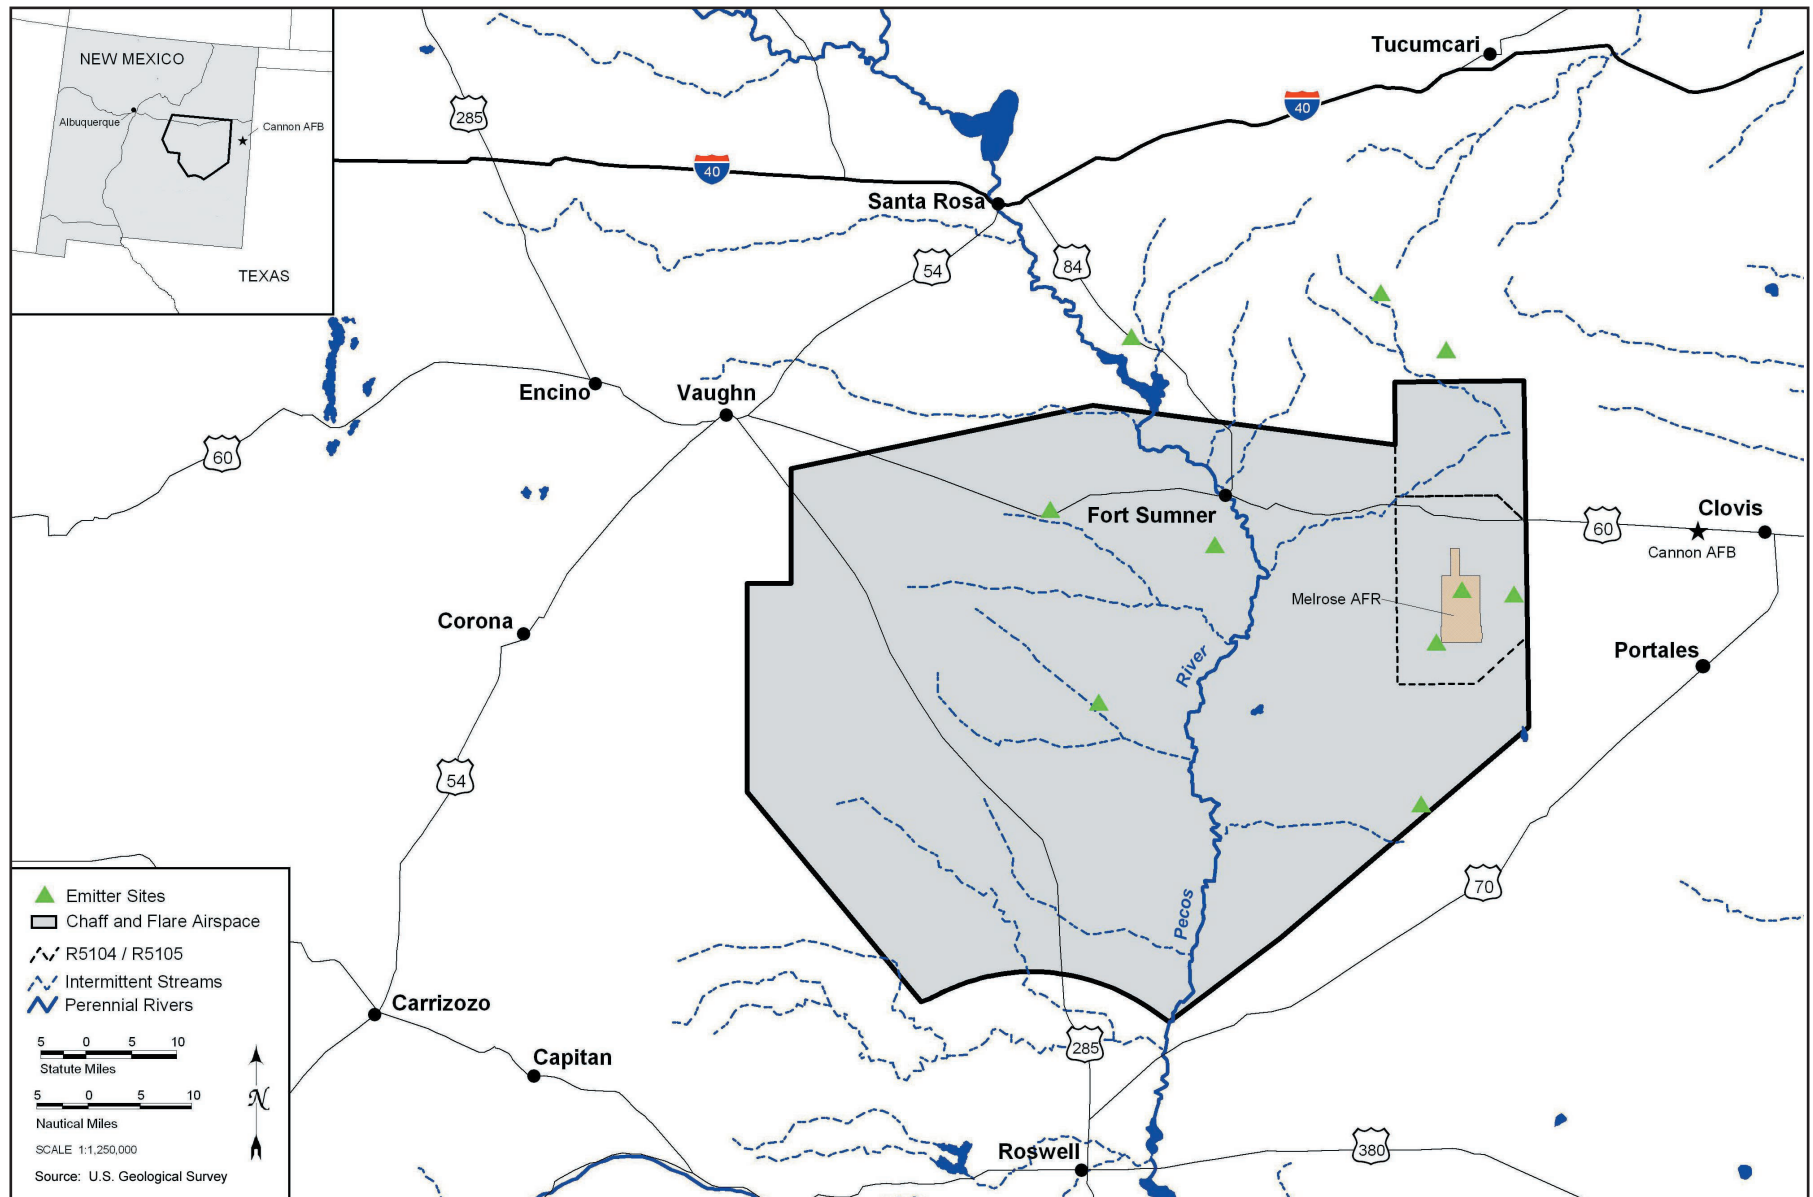 NEW MEXICO
Albuquerque
Cannon AFB
TEXAS
Tucumcari
285
40
40
Santa Rosa
54
84
Encino
Vaughn
60
Fort Sumner
60
Clovis
Cannon AFB
Melrose AFR
Corona
River
Portales
54
70
Pecos
Emitter Sites
Chaff and Flare Airspace
R5104 / R5105
Intermittent Streams
Perennial Rivers
5 0 5 10
Statute Miles
5 0 5 10
Nautical Miles
N
SCALE 1:1,250,000
Source: U.S. Geological Survey
Carrizozo
Capitan
285
Roswell
380